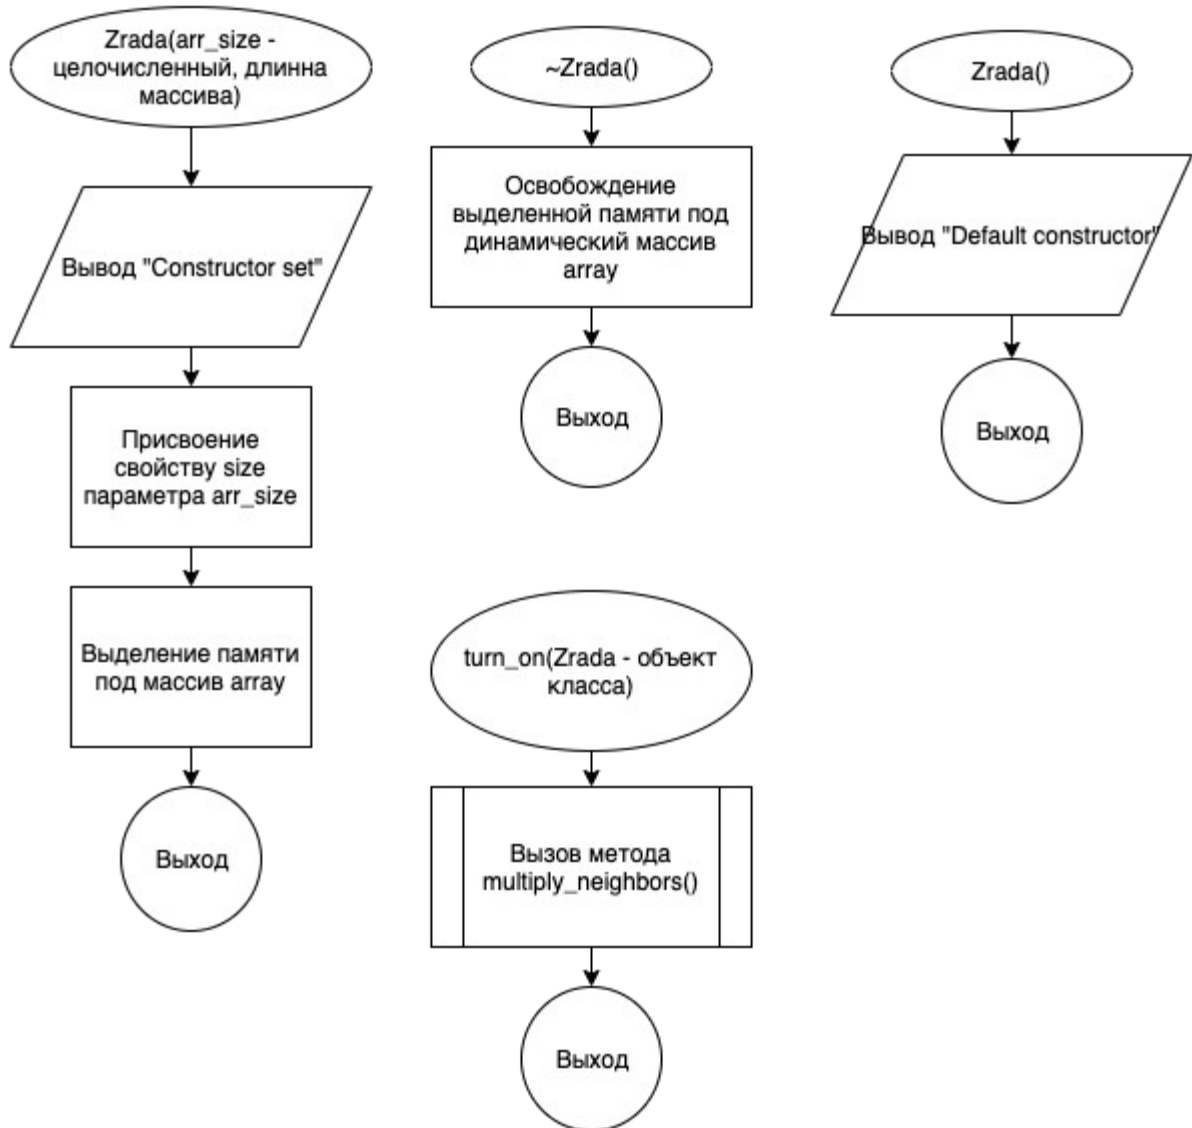 Zrada(arr_size -
целочисленный, длинна
массива)
Вывод "Constructor set"
Присвоение
свойству size
параметра arr_size
Выделение памяти
под массив array
Выход
~Zrada()
Освобождение
выделенной памяти под
динамический массив
array
Выход
Zrada()
Вывод "Default constructor"
Выход
turn_on(Zrada - объект
класса)
Вызов метода
multiply_neighbors()
Выход